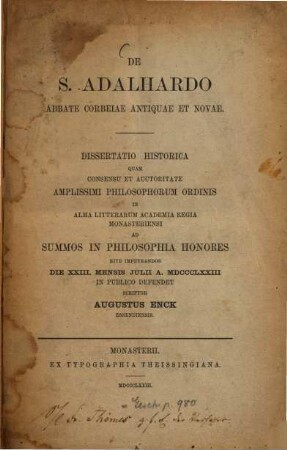 DE
S. ADALHARDO
ABBATE CORBEIAE ANTIQUAE ET NOVAE.
DISSERTATIO HISTORICA
QUAM
CONSENSU ET AUCTORITATE
AMPLISSIMI PHILOSOPHORUM ORDINIS
IN
ALMA LITTERARUM ACADEMIA REGIA
MONASTERIENSI
AD
SUMMOS IN PHILOSOPHIA HONORES
RITE IMPETRANDOS
DIE XXIII. MENSIS JULII A. MDCCCLXXIII
IN PUBLICO DEFENDET
SCRIPTOR
AUGUSTUS ENCK
MONASTERII.
EX TYPOGRAPHIA THEISSINGIANA.
MDCCCLXXIII.